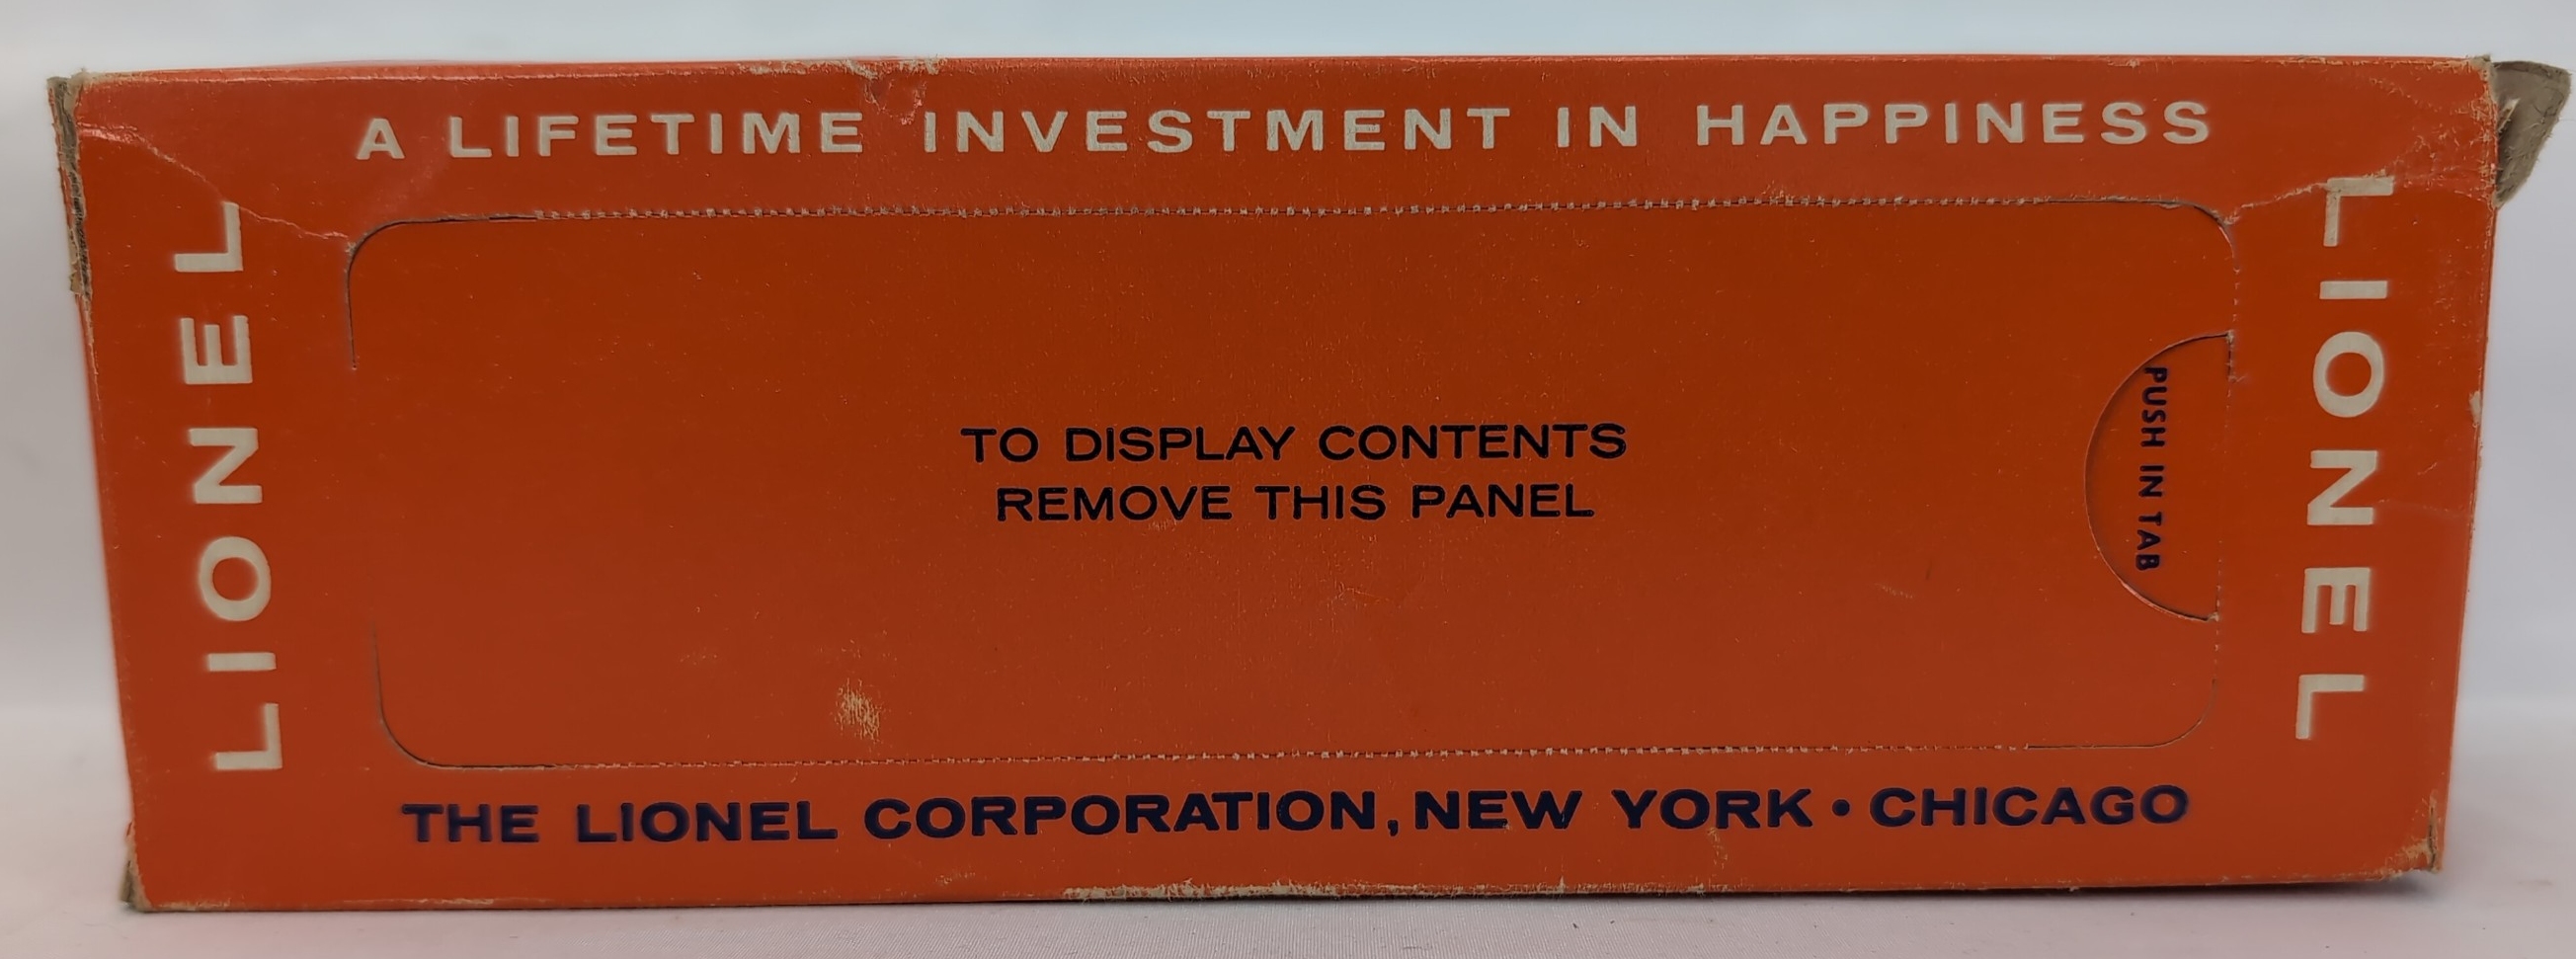 A LIFETIME INVESTMENT IN HAPPINESS
LIONEL
TO DISPLAY CONTENTS
REMOVE THIS PANEL
PUSH IN TAB
LIONEL
THE LIONEL CORPORATION, NEW YORK • CHICAGO